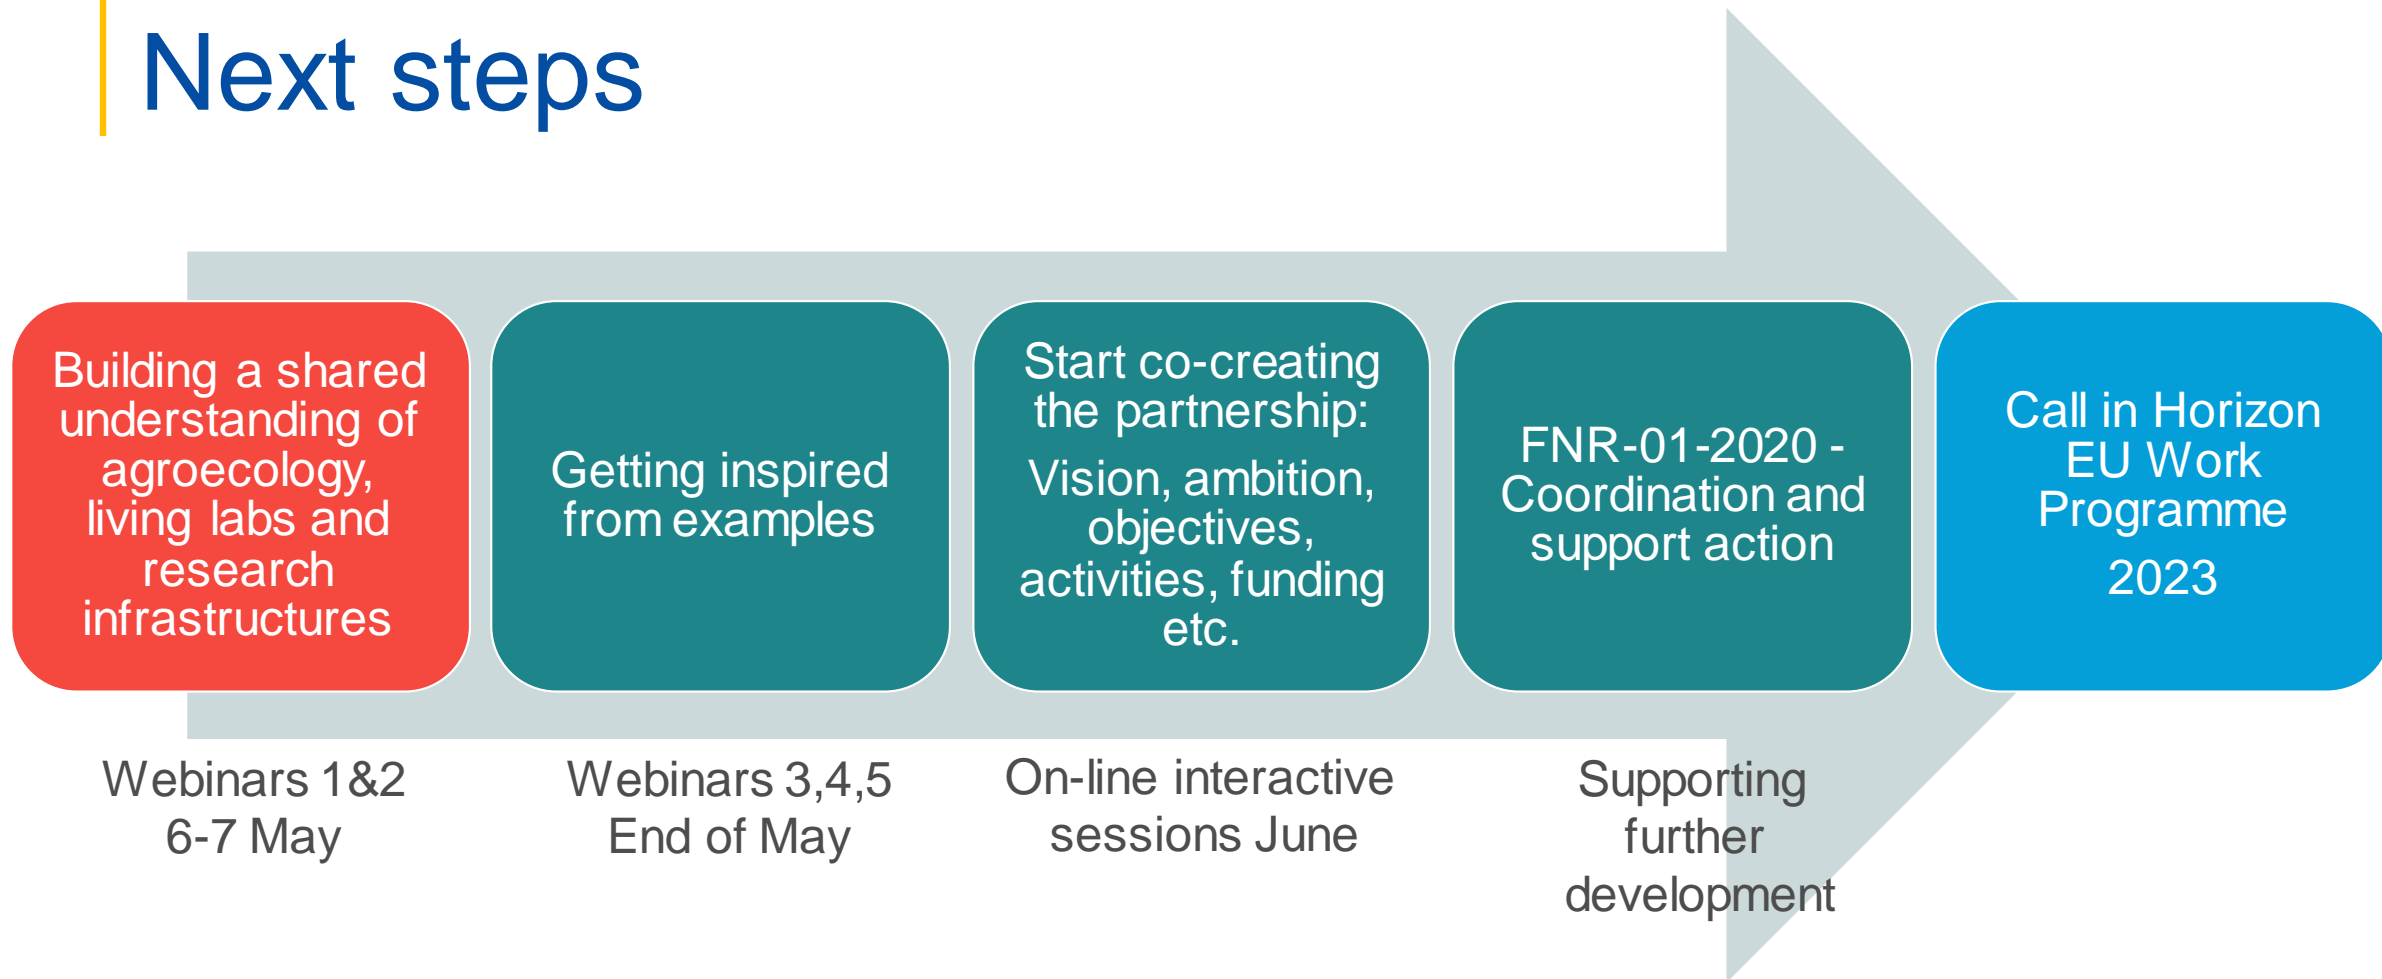 Next steps
Building a shared
understanding of
agroecology,
living labs and
research
infrastructures
Getting inspired
from examples
Start co-creating
the partnership:
Vision, ambition,
objectives,
activities, funding
etc.
FNR-01-2020 -
Coordination and
support action
Call in Horizon
EU Work
Programme
2023
Webinars 1&2
6-7 May
Webinars 3,4,5
End of May
On-line interactive
sessions June
Supporting
further
development